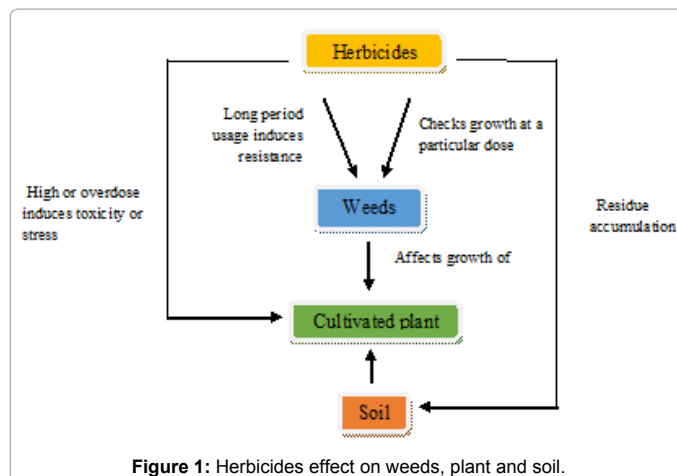 Herbicides
Long period
usage induces
resistance
Checks growth at a
particular dose
High or overdose
induces toxicity or
stress
Weeds
Residue
accumulation
Affects growth of
Cultivated plant
Soil
Figure 1: Herbicides effect on weeds, plant and soil.